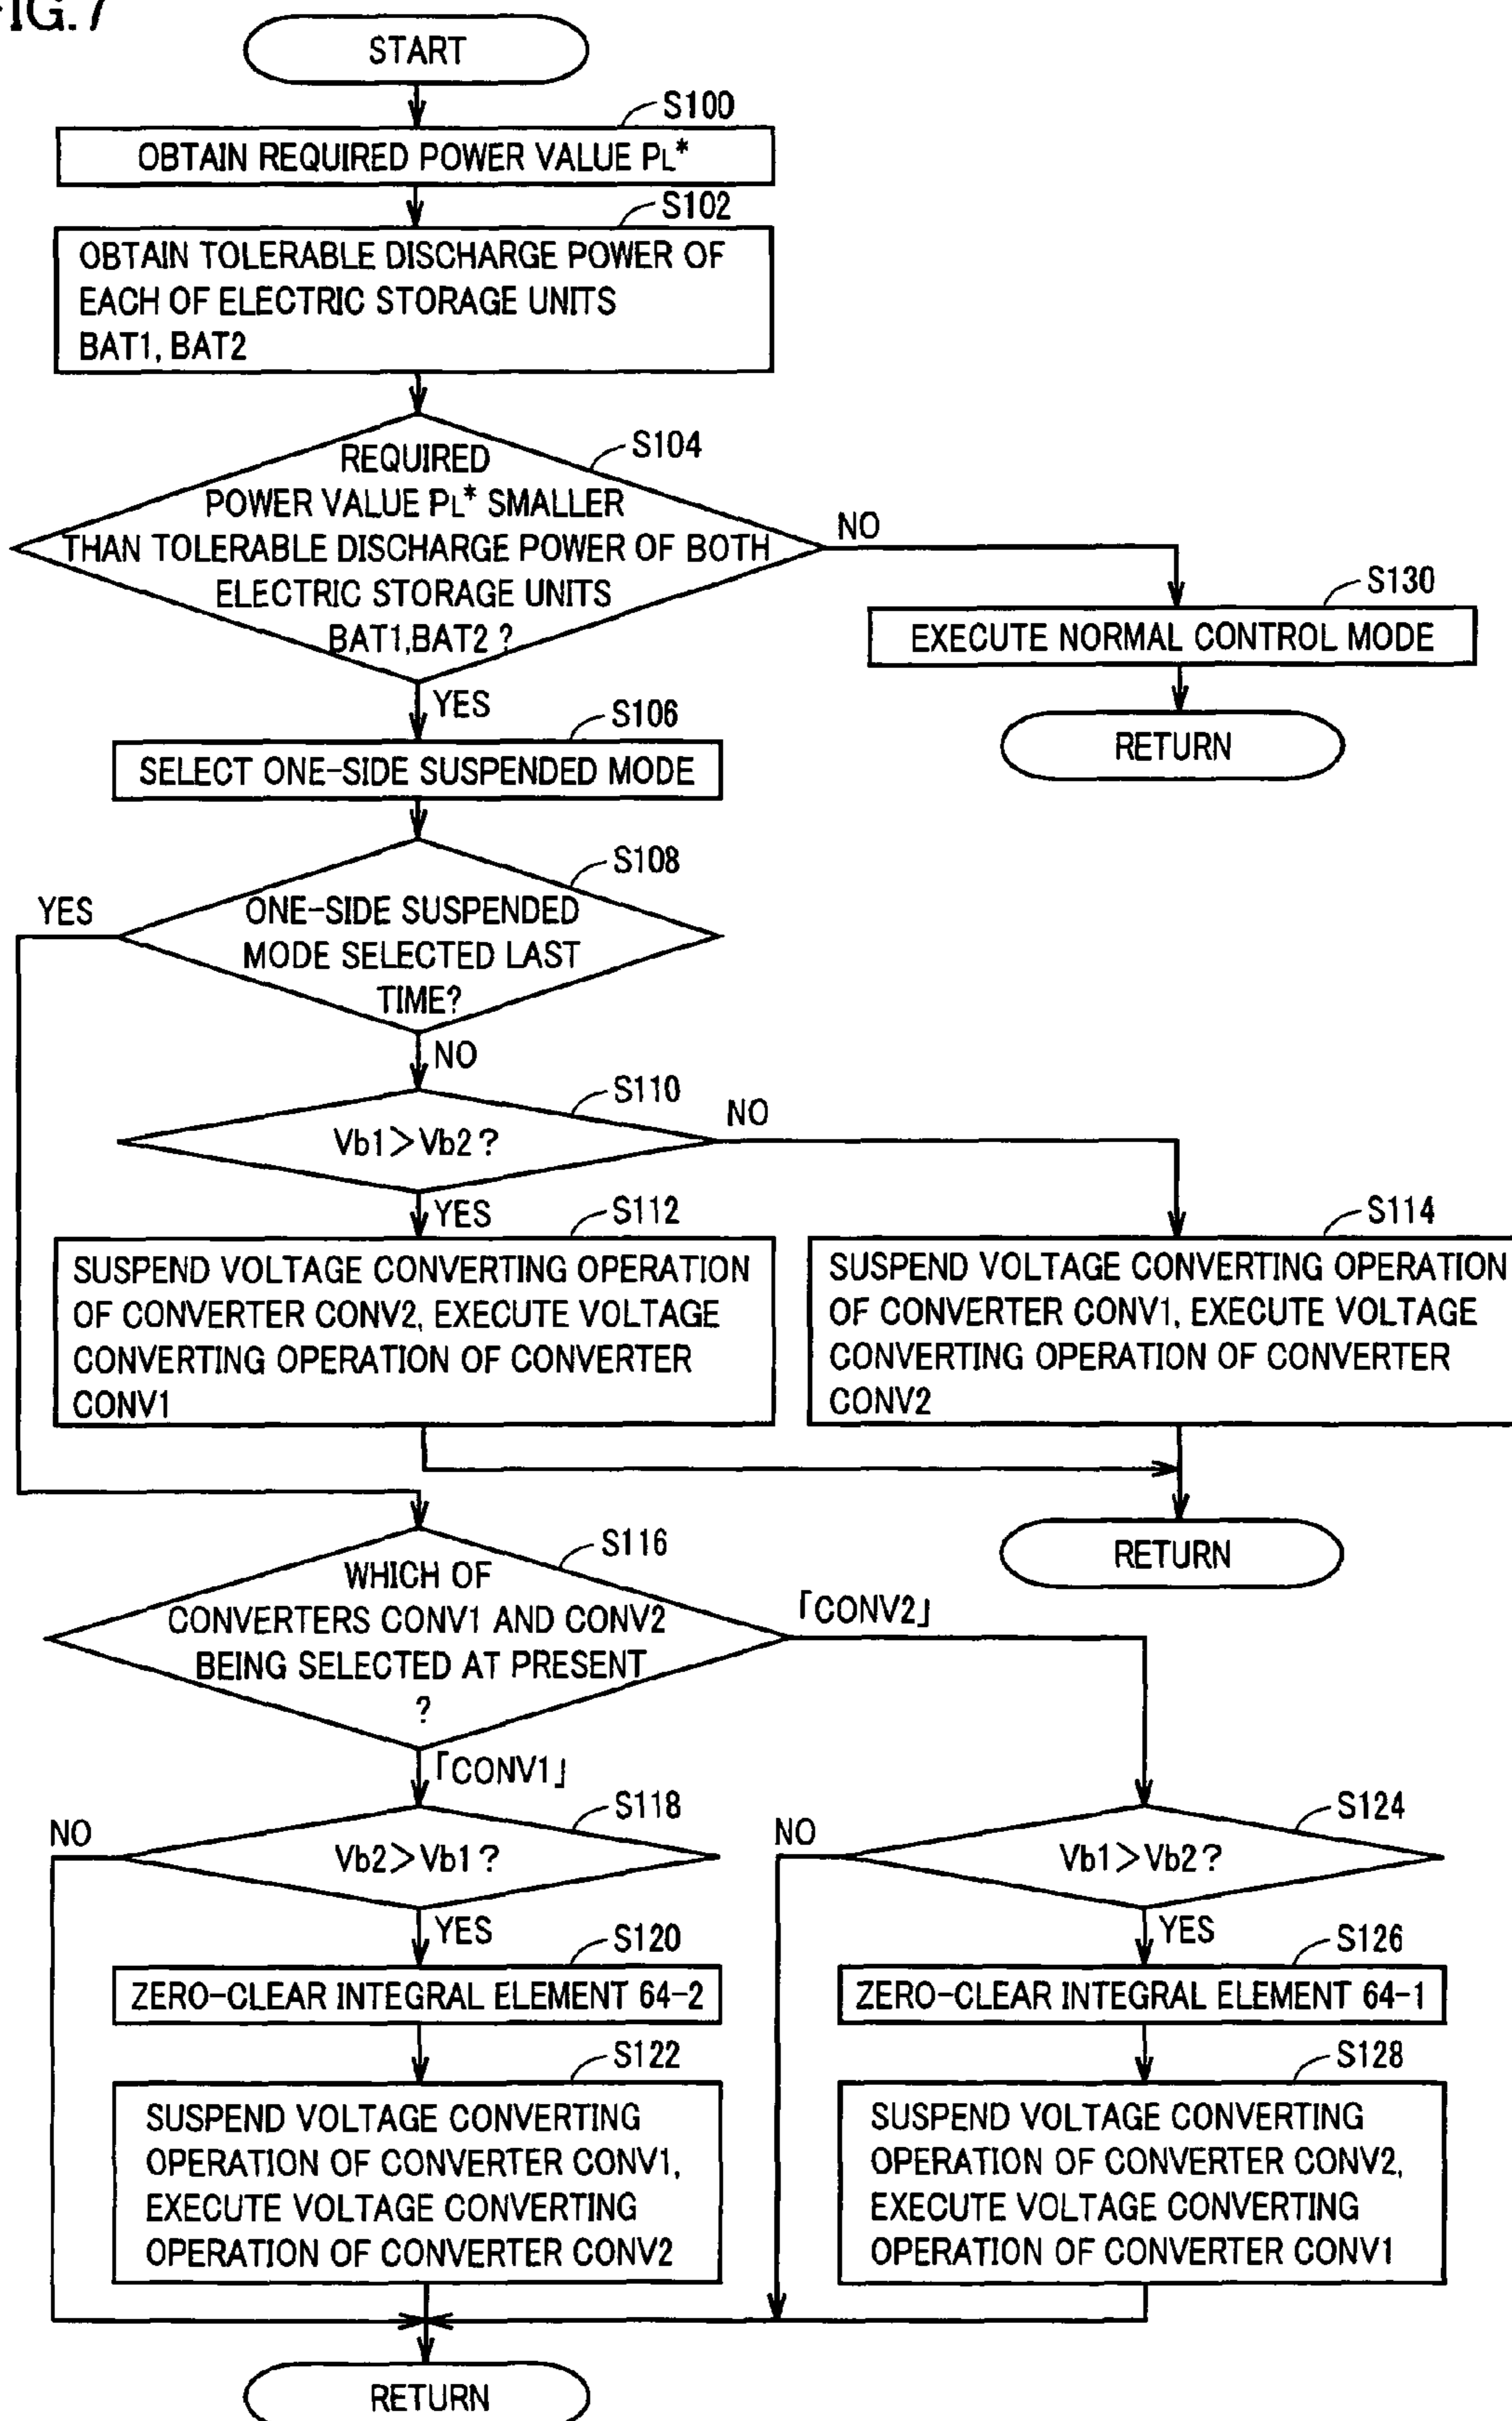 FIG.7
START
S100
OBTAIN REQUIRED POWER VALUE PL*
S102
OBTAIN TOLERABLE DISCHARGE POWER OF
EACH OF ELECTRIC STORAGE UNITS
BAT1, BAT2
S104
REQUIRED
POWER VALUE PL* SMALLER
THAN TOLERABLE DISCHARGE POWER OF BOTH
ELECTRIC STORAGE UNITS
BAT1,BAT2 ?
NO
S130
EXECUTE NORMAL CONTROL MODE
RETURN
YES
S106
SELECT ONE-SIDE SUSPENDED MODE
S108
YES
ONE-SIDE SUSPENDED
MODE SELECTED LAST
TIME?
NO
S110
Vb1>Vb2?
NO
YES
S112
SUSPEND VOLTAGE CONVERTING OPERATION
OF CONVERTER CONV2, EXECUTE VOLTAGE
CONVERTING OPERATION OF CONVERTER
CONV1
S114
SUSPEND VOLTAGE CONVERTING OPERATION
OF CONVERTER CONV1, EXECUTE VOLTAGE
CONVERTING OPERATION OF CONVERTER
CONV2
RETURN
S116
WHICH OF
CONVERTERS CONV1 AND CONV2
BEING SELECTED AT PRESENT
?
「CONV2」
「CONV1」
S118
NO
Vb2>Vb1?
YES
S120
ZERO-CLEAR INTEGRAL ELEMENT 64-2
S122
SUSPEND VOLTAGE CONVERTING
OPERATION OF CONVERTER CONV1,
EXECUTE VOLTAGE CONVERTING
OPERATION OF CONVERTER CONV2
S124
NO
Vb1>Vb2?
YES
S126
ZERO-CLEAR INTEGRAL ELEMENT 64-1
S128
SUSPEND VOLTAGE CONVERTING
OPERATION OF CONVERTER CONV2,
EXECUTE VOLTAGE CONVERTING
OPERATION OF CONVERTER CONV1
RETURN